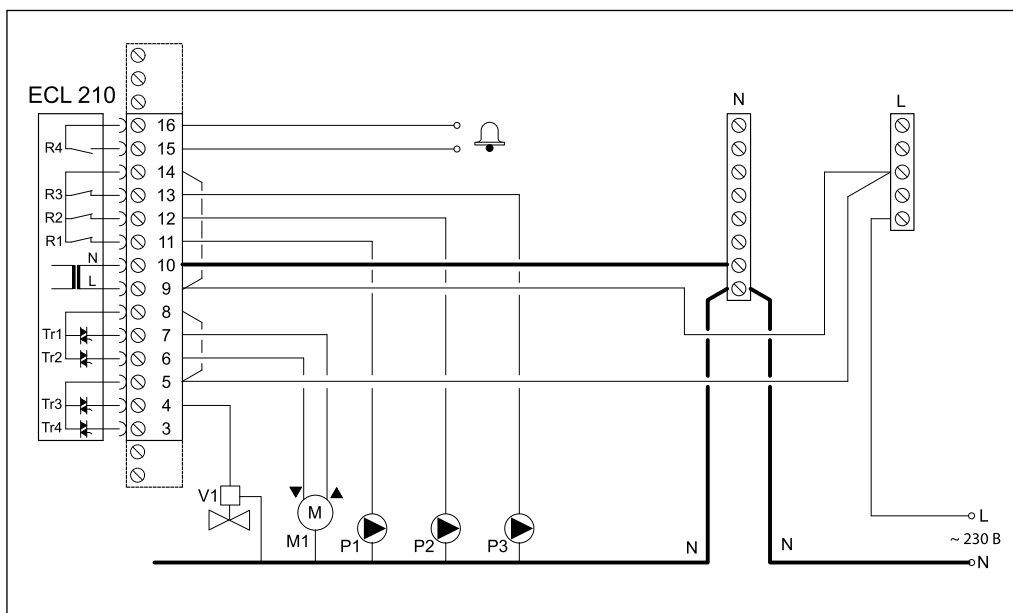 N
L
ECL 210
16
R4
15
14
R3
13
R2
12
R1
11
N
10
L
9
8
Tr1
7
Tr2
6
5
Tr3
4
Tr4
3
V1
M
M1
P1
P2
P3
N
N
L
~ 230 В
N